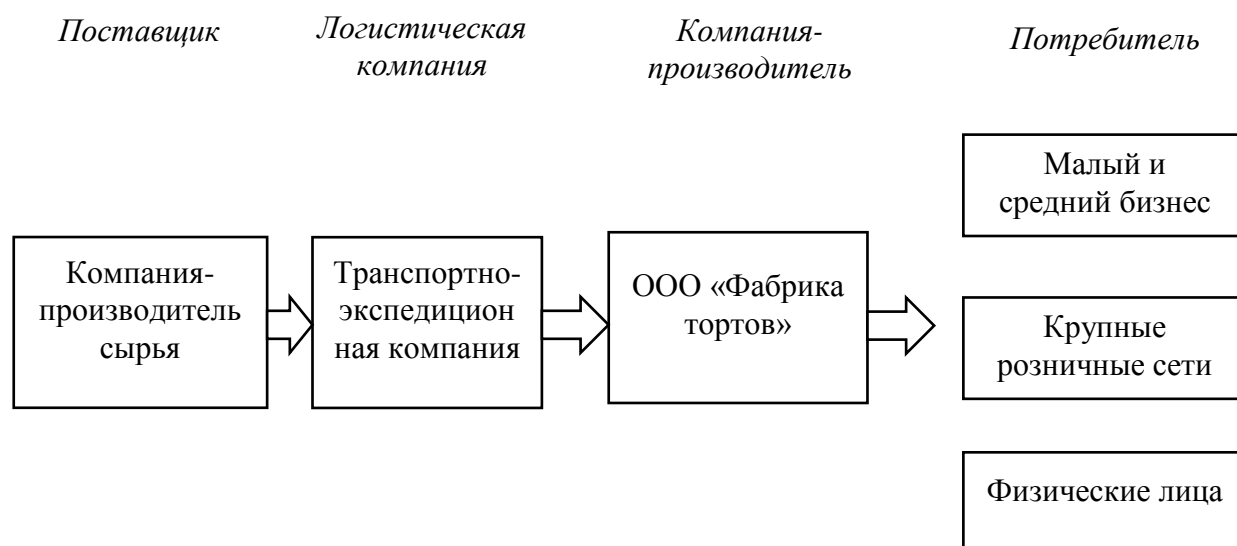 Поставщик
Логистическая
компания
Компания-
производитель
Потребитель
Малый и
средний бизнес
Компания-
производитель
сырья
Транспортно-
экспедицион
ная компания
ООО «Фабрика
тортов»
Крупные
розничные сети
Физические лица